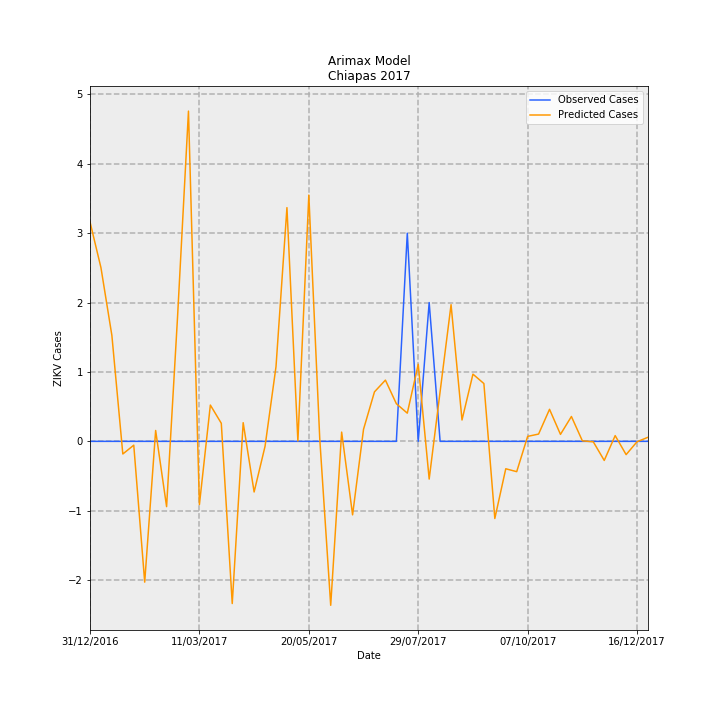 Arimax Model
Chiapas 2017
Observed Cases
Predicted Cases
5
4
3
2
1
0
−1
−2
ZIKV Cases
31/12/2016 11/03/2017 20/05/2017 29/07/2017 07/10/2017 16/12/2017
Date